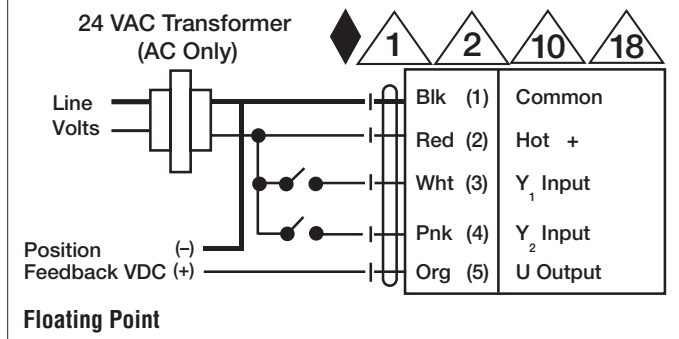 24 VAC Transformer
(AC Only)
1 2 10 18
Line
Volts
Blk (1) Common
Red (2) Hot +
Wht (3) Y1 Input
Pnk (4) Y2 Input
Org (5) U Output
Position (–)
Feedback VDC (+)
Floating Point